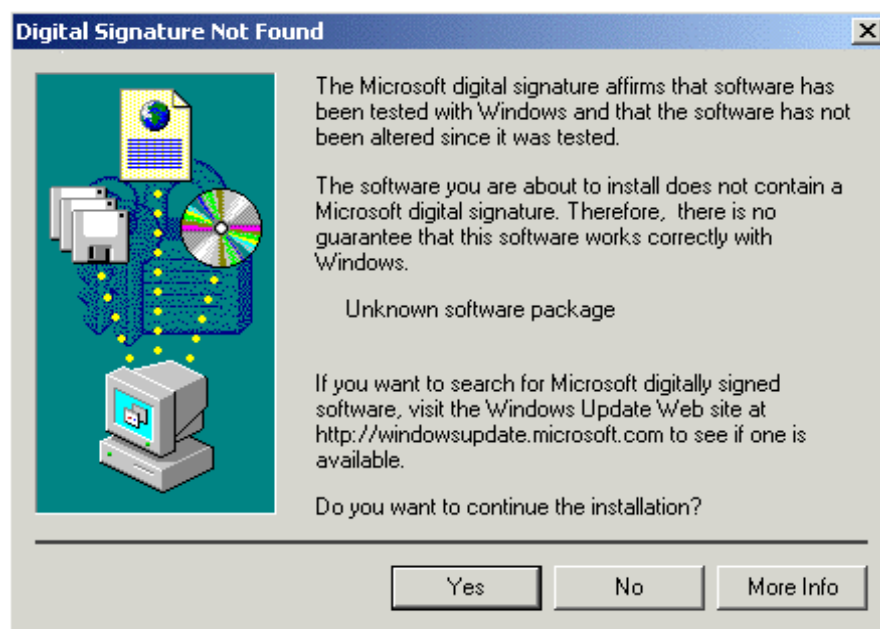 Digital Signature Not Found
The Microsoft digital signature affirms that software has
been tested with Windows and that the software has not
been altered since it was tested.
The software you are about to install does not contain a
Microsoft digital signature. Therefore,  there is no
guarantee that this software works correctly with
Windows.
Unknown software package
If you want to search for Microsoft digitally signed
software, visit the Windows Update Web site at
http://windowsupdate.microsoft.com to see if one is
available.
Do you want to continue the installation?
Yes
No
More Info